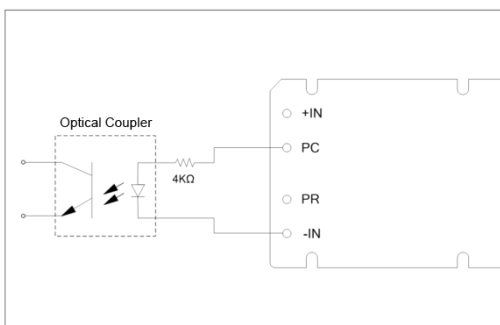 Optical Coupler
+IN
4KΩ
PC
PR
-IN